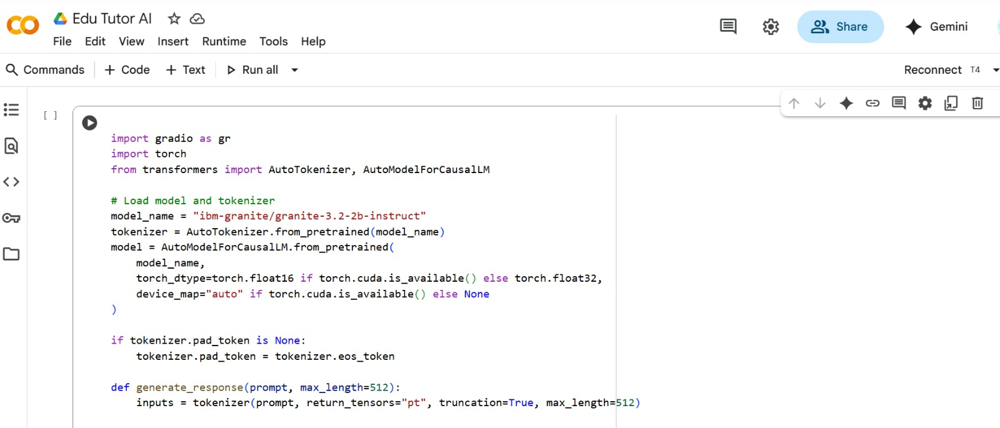 Edu Tutor AI
Share
Gemini
File Edit View Insert Runtime Tools Help
Commands + Code + Text Run all
Reconnect T4
[ ]
import gradio as gr
import torch
from transformers import AutoTokenizer, AutoModelForCausalLM
# Load model and tokenizer
model_name = "ibm-granite/granite-3.2-2b-instruct"
tokenizer = AutoTokenizer.from_pretrained(model_name)
model = AutoModelForCausalLM.from_pretrained(
    model_name,
    torch_dtype=torch.float16 if torch.cuda.is_available() else torch.float32,
    device_map="auto" if torch.cuda.is_available() else None
)
if tokenizer.pad_token is None:
    tokenizer.pad_token = tokenizer.eos_token
def generate_response(prompt, max_length=512):
    inputs = tokenizer(prompt, return_tensors="pt", truncation=True, max_length=512)